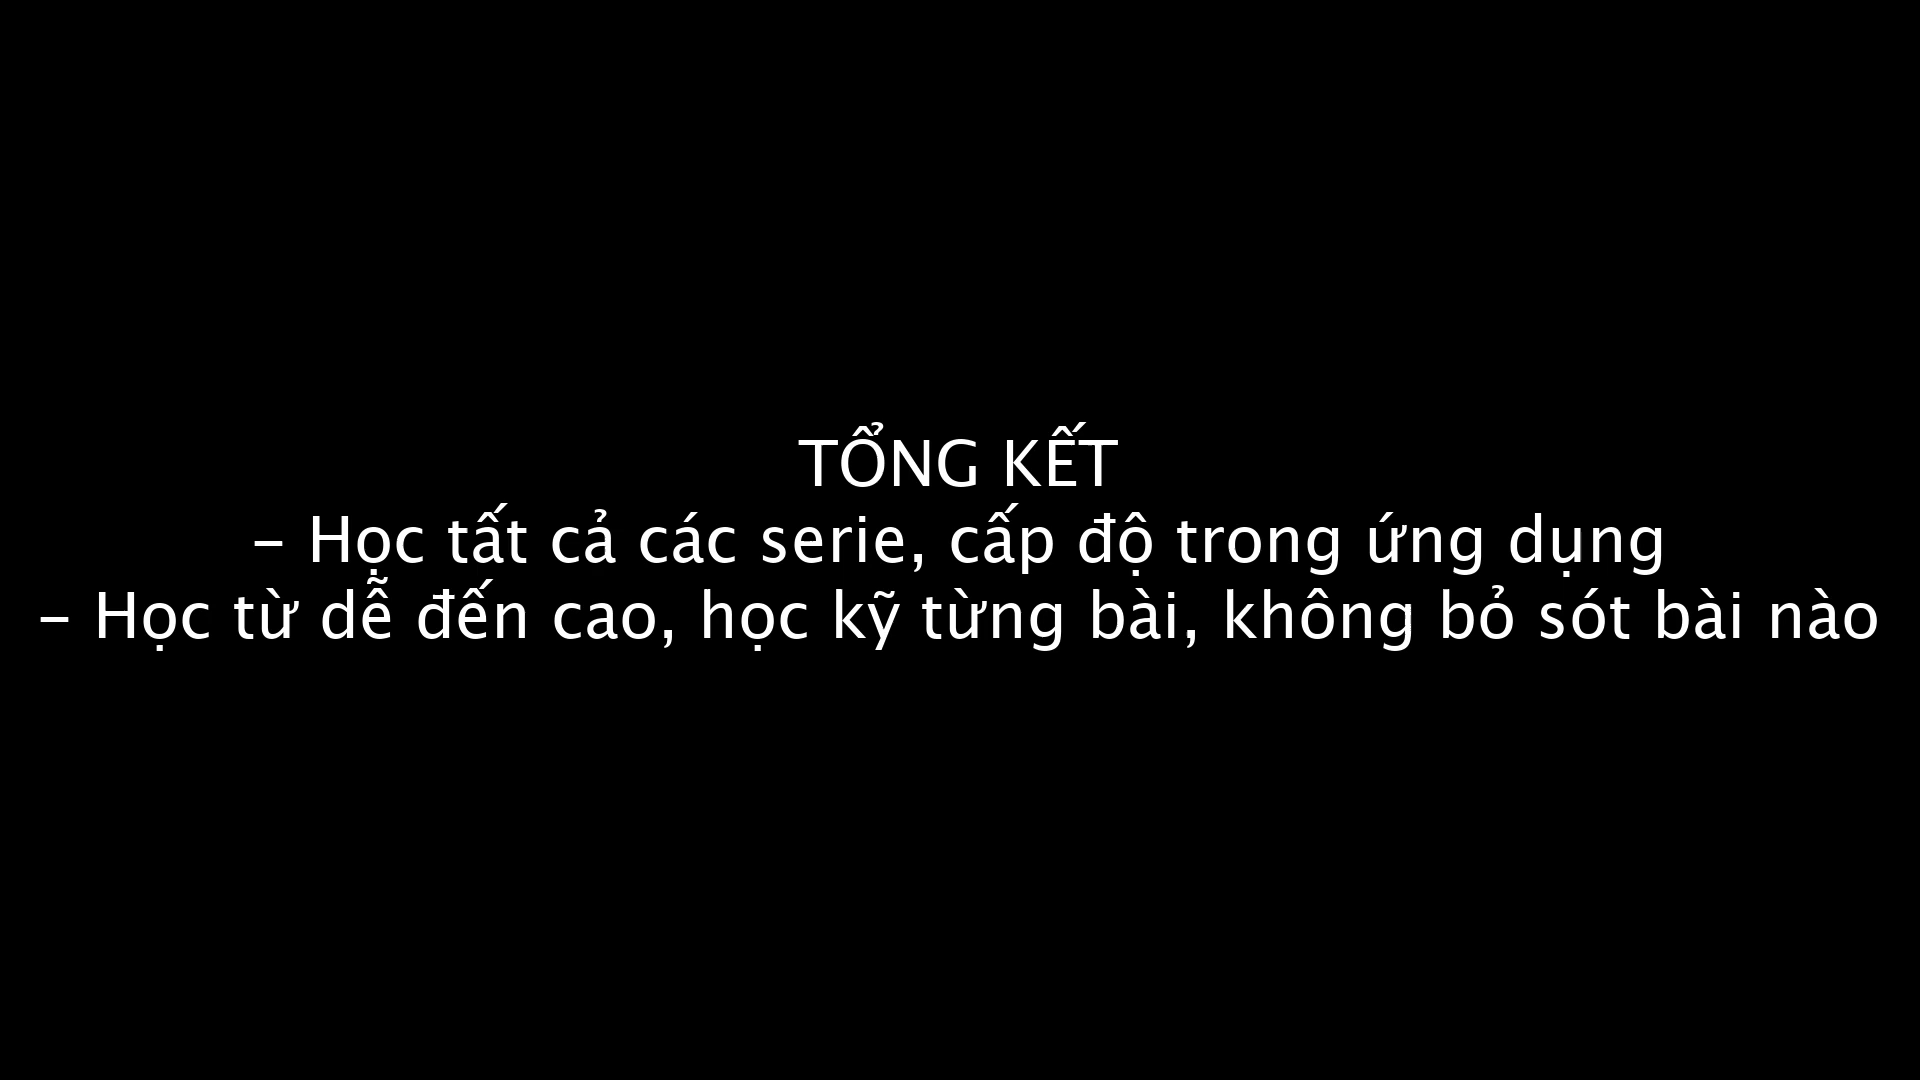 TỔNG KẾT
– Học tất cả các serie, cấp độ trong ứng dụng
– Học từ dễ đến cao, học kỹ từng bài, không bỏ sót bài nào